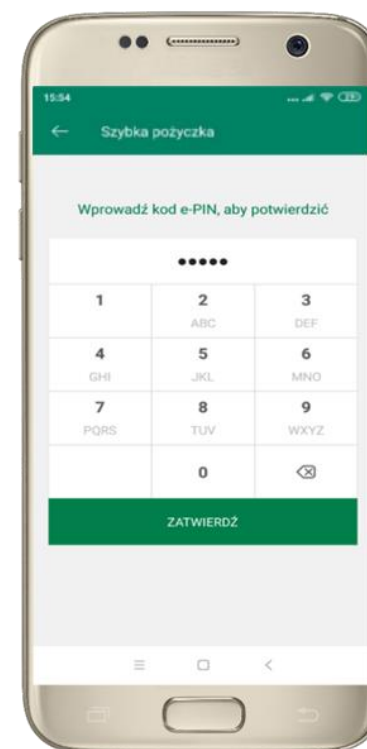 15:54
Szybka pożyczka
Wprowadź kod e-PIN, aby potwierdzić
•••••
1 2 3
ABC DEF
4 5 6
GHI JKL MNO
7 8 9
PQRS TUV WXYZ
0
ZATWIERDŹ